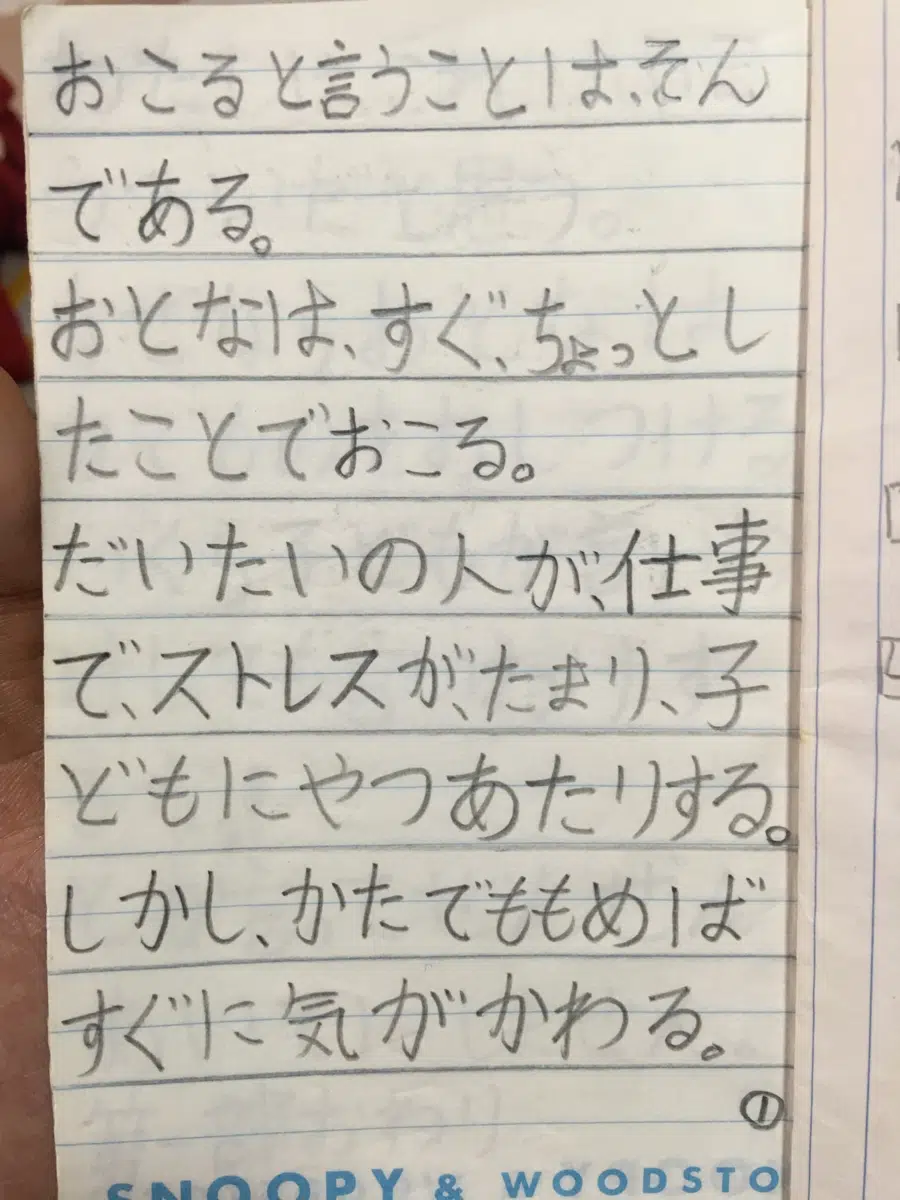 おこると言うことは、そん
である。
おとなは、すぐ、ちょっとし
たことでおこる。
だいたいの人が、仕事
で、ストレスが、たまり、子
どもにやつあたりする。
しかし、かたでももめば
すぐに気がかわる。
①
SNOOPY & WOODSTO